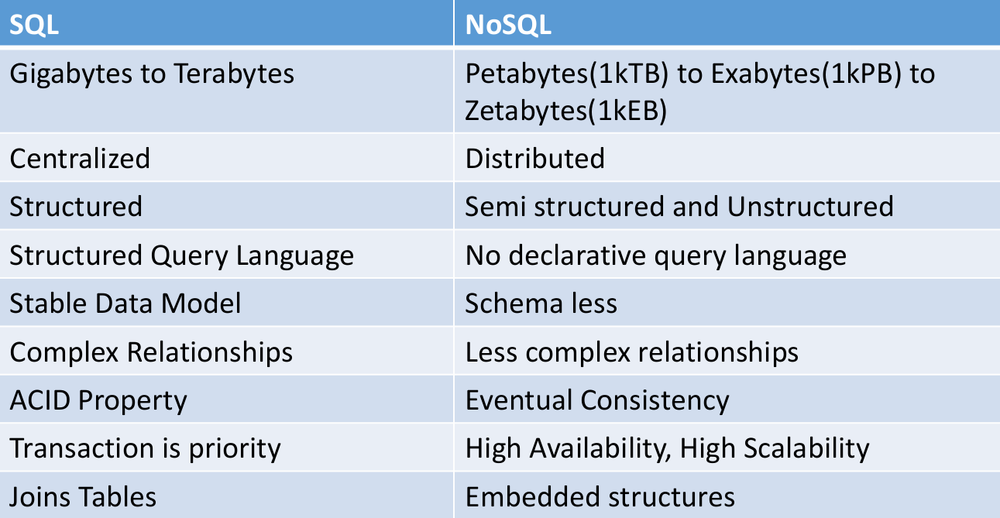 SQL NoSQL
Gigabytes to Terabytes Petabytes(1kTB) to Exabytes(1kPB) to
Zetabytes(1kEB)
Centralized Distributed
Structured Semi structured and Unstructured
Structured Query Language No declarative query language
Stable Data Model Schema less
Complex Relationships Less complex relationships
ACID Property Eventual Consistency
Transaction is priority High Availability, High Scalability
Joins Tables Embedded structures